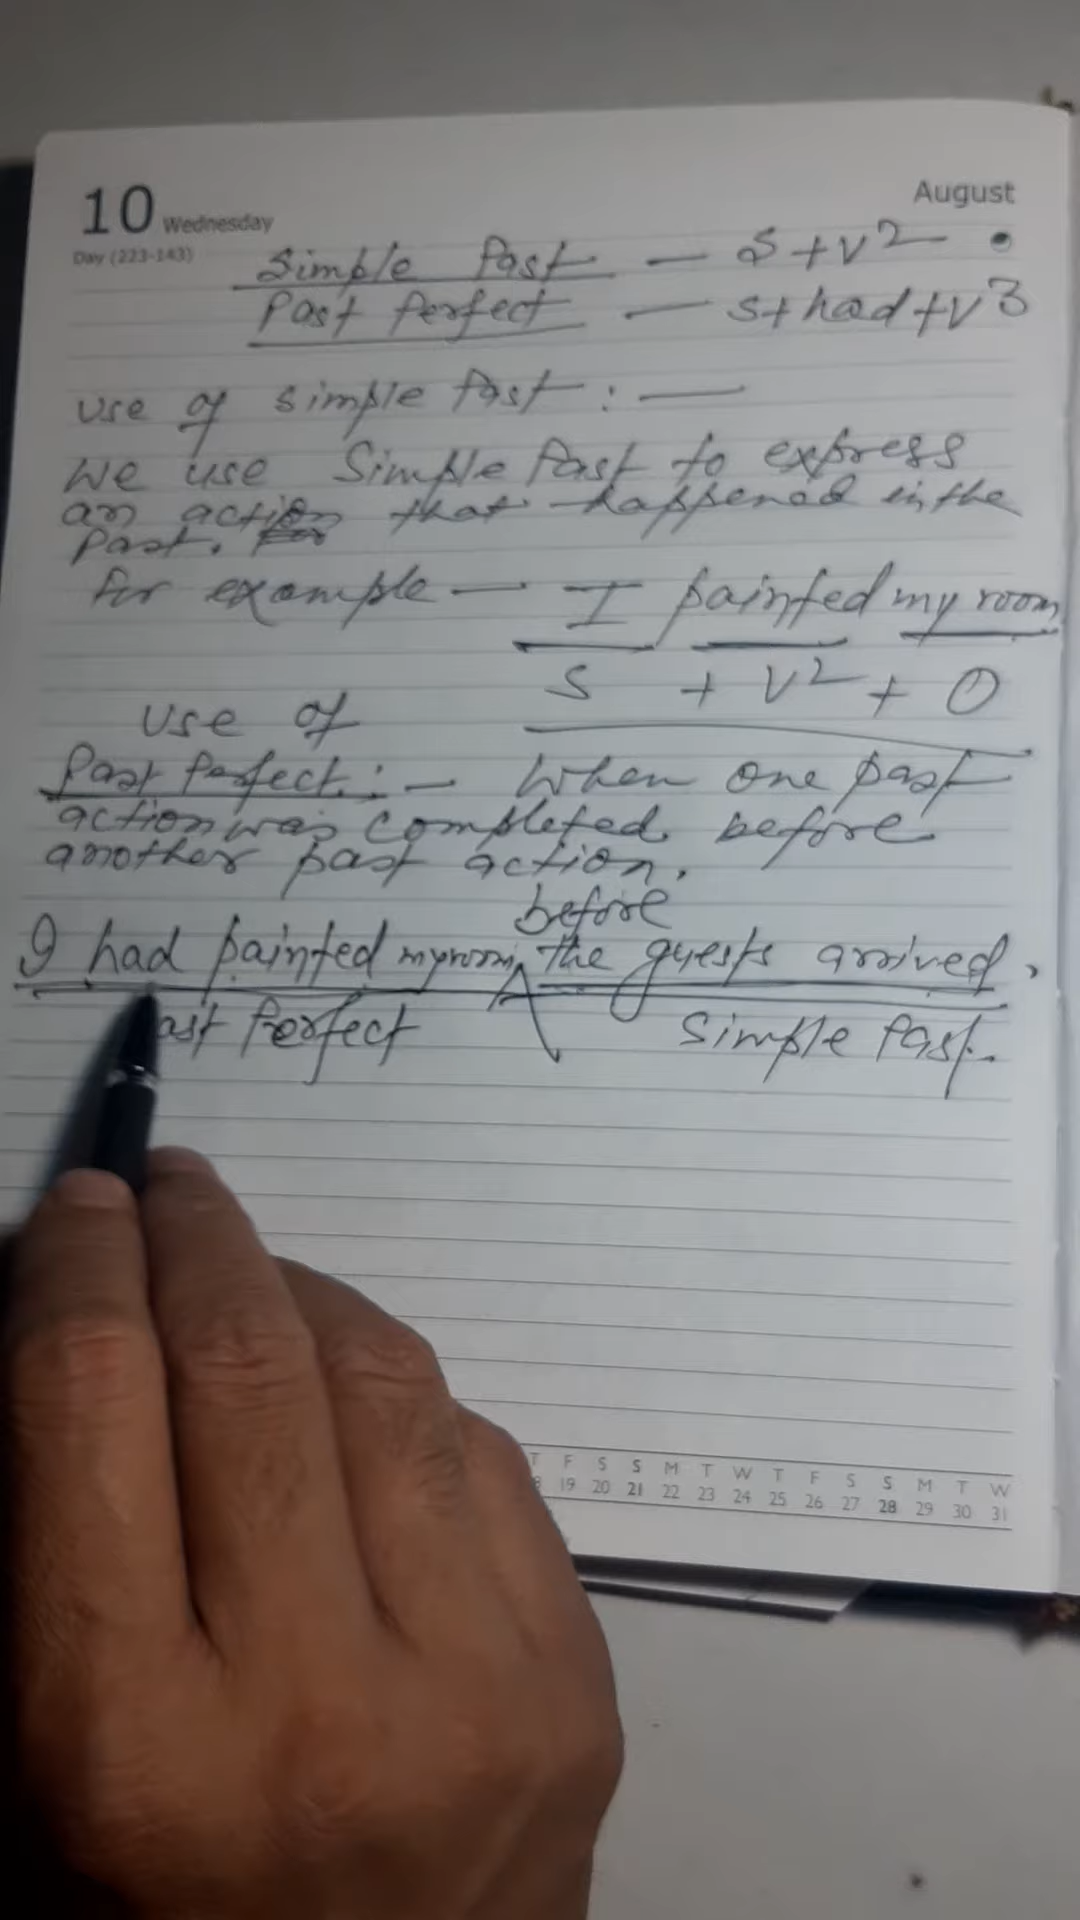 10 Wednesday
August
Day (223-143)
Simple Past — S+V2
Past Perfect — S+had+V3
Use of Simple Past : —
We use Simple Past to express
an action that happened in the
Past.
For example — I painted my room
S + V2 + O
Use of
Past Perfect : — When one past
action was completed before
another past action.
before
I had painted my room, the guests arrived.
ast Perfect Simple Past.
T F S S M T W T F S S M T W
8 19 20 21 22 23 24 25 26 27 28 29 30 31